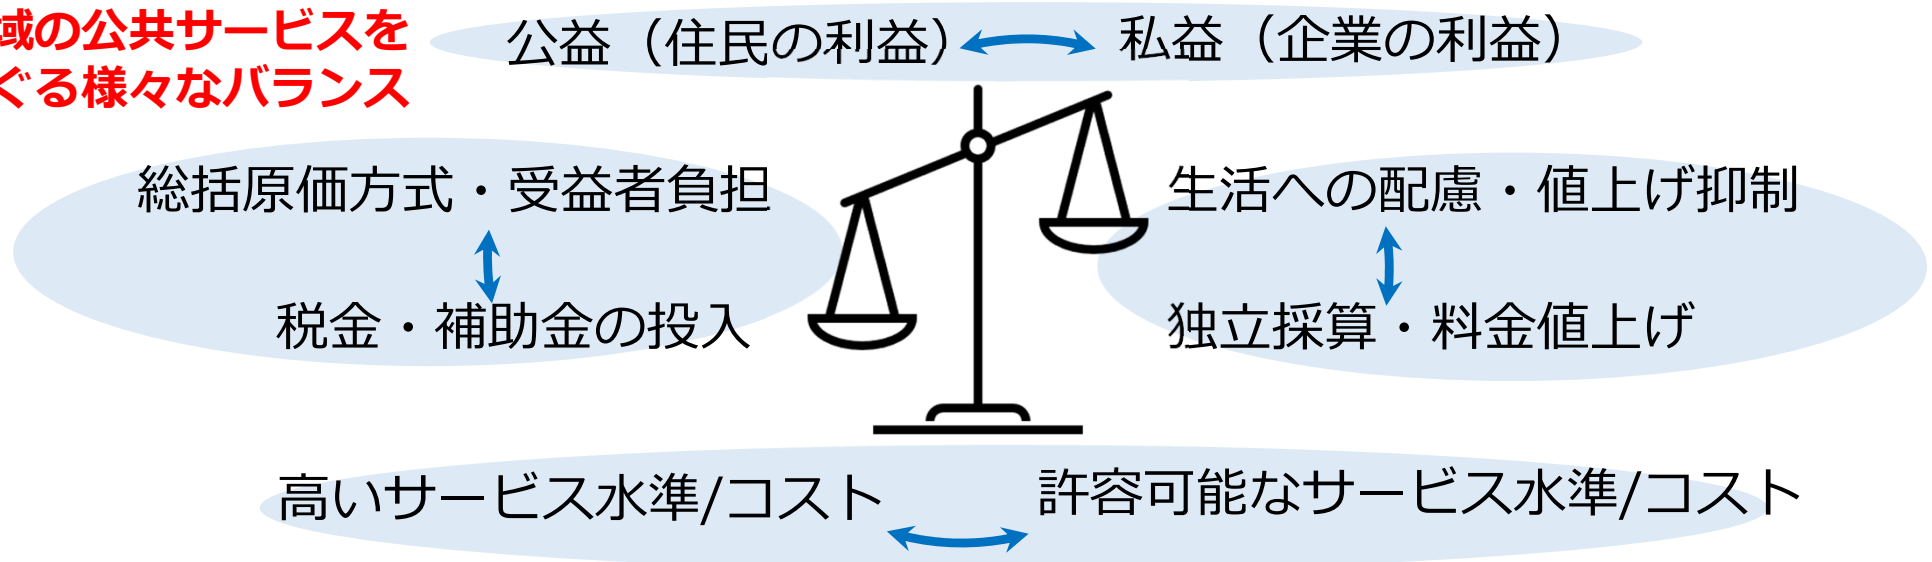 域の公共サービスを
ぐる様々なバランス
公益（住民の利益）
私益（企業の利益）
総括原価方式・受益者負担
税金・補助金の投入
生活への配慮・値上げ抑制
独立採算・料金値上げ
高いサービス水準/コスト
許容可能なサービス水準/コスト